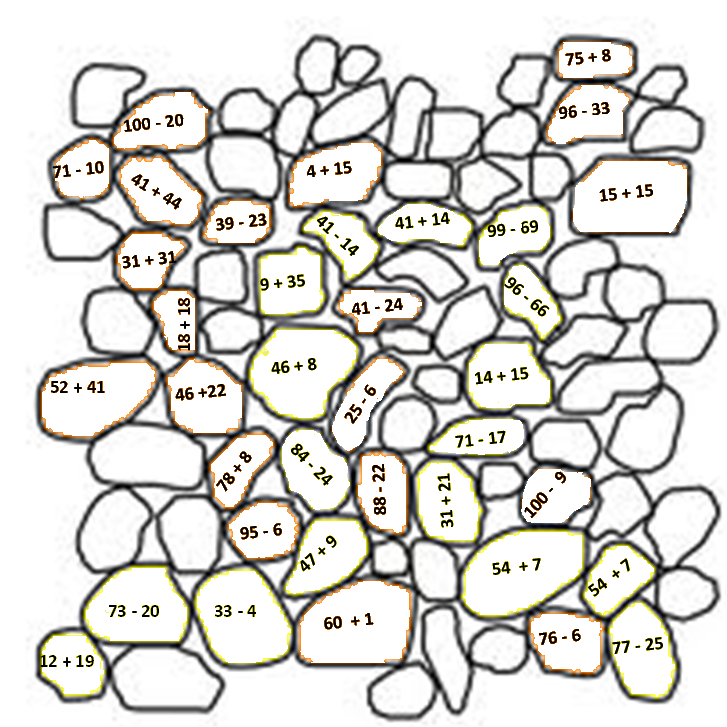 75 + 8
100 - 20
96 - 33
71 - 10
41 + 44
4 + 15
15 + 15
39 - 23
41 - 14
41 + 14
99 - 69
31 + 31
9 + 35
96 - 66
18 + 18
41 - 24
46 + 8
52 + 41
46 +22
25 - 6
14 + 15
71 - 17
78 + 8
84 - 24
88 - 22
31 + 21
100 - 9
95 - 6
47 + 9
54 + 7
54 + 7
73 - 20
33 - 4
60 + 1
76 - 6
77 - 25
12 + 19